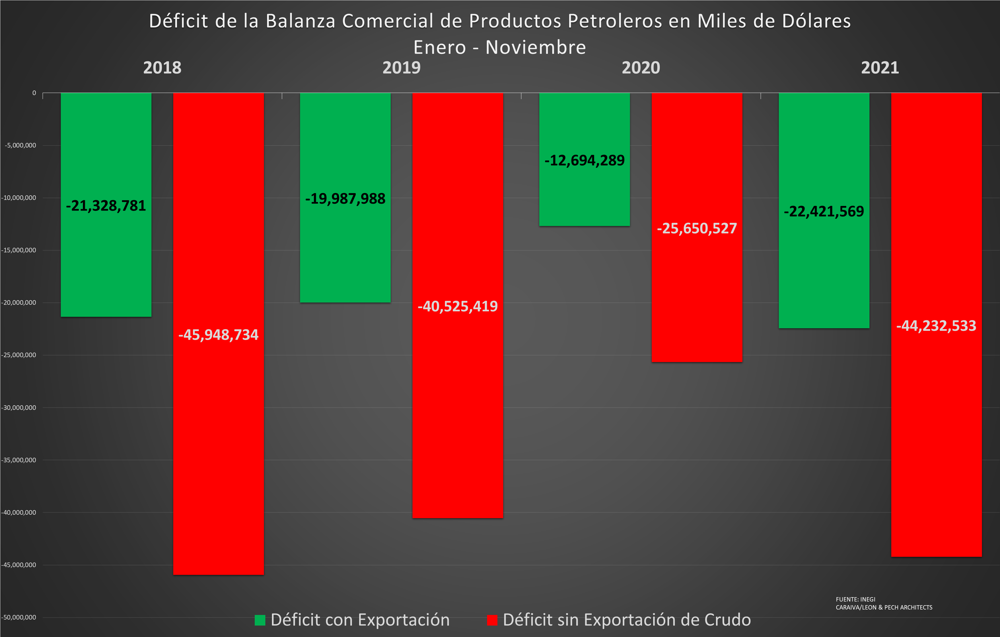 Déficit de la Balanza Comercial de Productos Petroleros en Miles de Dólares
Enero - Noviembre
2018 2019 2020 2021
0
-5,000,000
-10,000,000
-15,000,000
-20,000,000
-25,000,000
-30,000,000
-35,000,000
-40,000,000
-45,000,000
-50,000,000
-21,328,781
-45,948,734
-19,987,988
-40,525,419
-12,694,289
-25,650,527
-22,421,569
-44,232,533
FUENTE: INEGI
CARAIVA/LEON & PECH ARCHITECTS
Déficit con Exportación
Déficit sin Exportación de Crudo